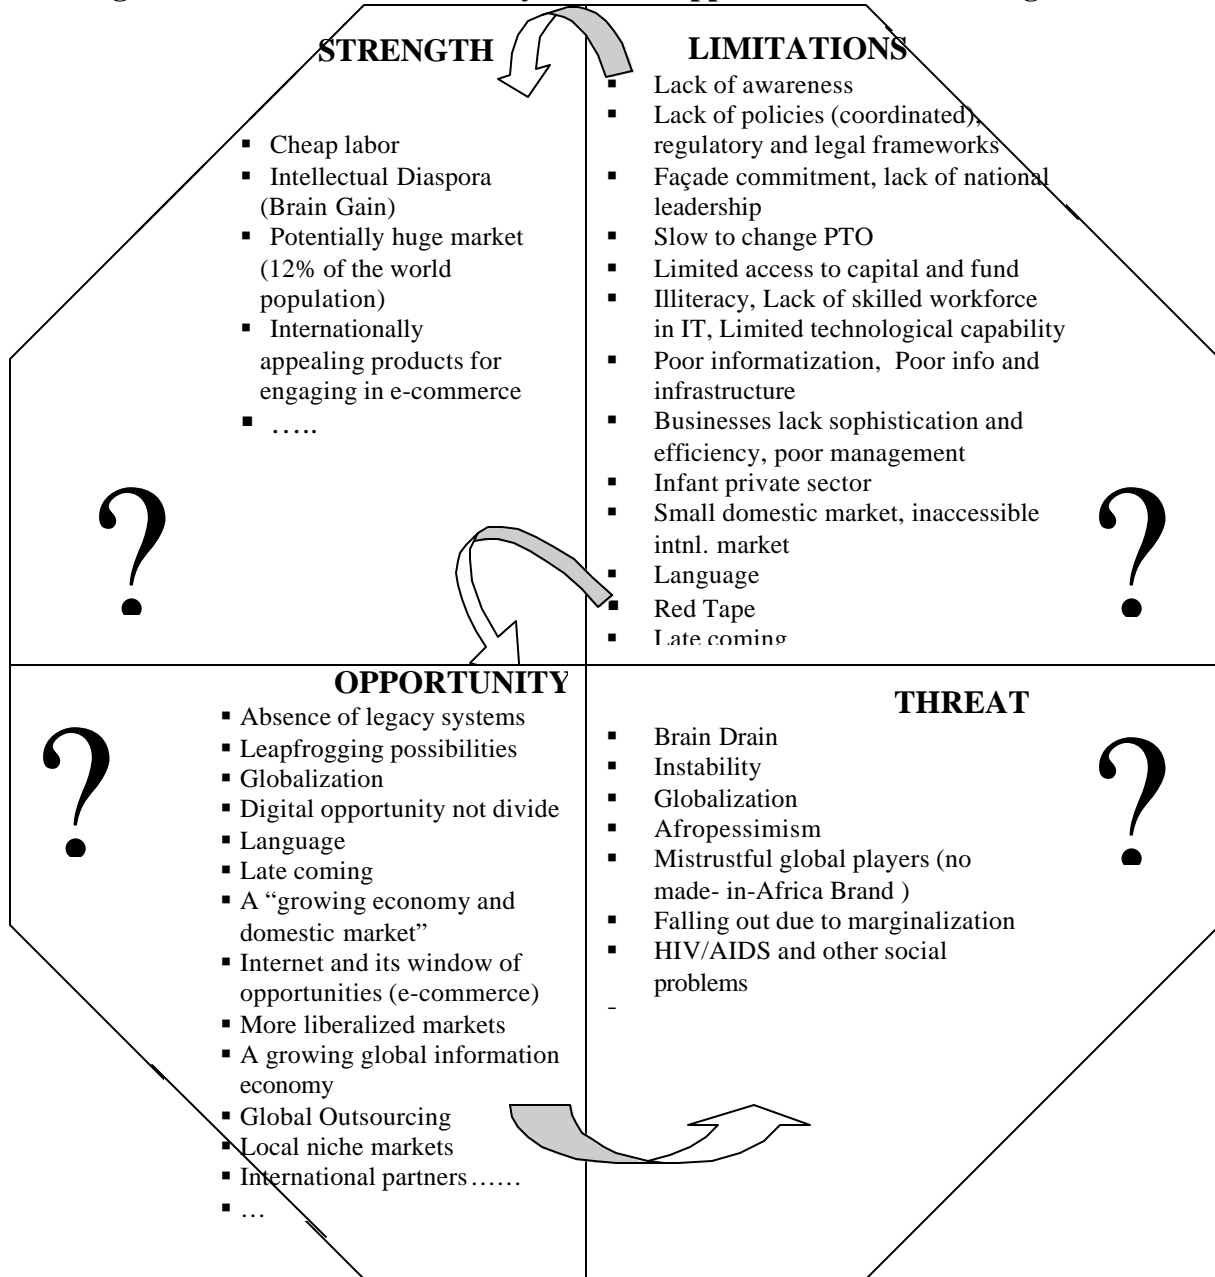 STRENGTH
▪ Cheap labor
▪ Intellectual Diaspora
(Brain Gain)
▪ Potentially huge market
(12% of the world
population)
▪ Internationally
appealing products for
engaging in e-commerce
▪ …..
?
LIMITATIONS
▪ Lack of awareness
▪ Lack of policies (coordinated),
regulatory and legal frameworks
▪ Façade commitment, lack of national
leadership
▪ Slow to change PTO
▪ Limited access to capital and fund
▪ Illiteracy, Lack of skilled workforce
in IT, Limited technological capability
▪ Poor informatization, Poor info and
infrastructure
▪ Businesses lack sophistication and
efficiency, poor management
▪ Infant private sector
▪ Small domestic market, inaccessible
intnl. market
▪ Language
▪ Red Tape
▪ Late coming
?
OPPORTUNITY
▪ Absence of legacy systems
▪ Leapfrogging possibilities
▪ Globalization
▪ Digital opportunity not divide
▪ Language
▪ Late coming
▪ A “growing economy and
domestic market”
▪ Internet and its window of
opportunities (e-commerce)
▪ More liberalized markets
▪ A growing global information
economy
▪ Global Outsourcing
▪ Local niche markets
▪ International partners……
▪ …
?
THREAT
▪ Brain Drain
▪ Instability
▪ Globalization
▪ Afropessimism
▪ Mistrustful global players (no
made- in-Africa Brand )
▪ Falling out due to marginalization
▪ HIV/AIDS and other social
problems
-
?